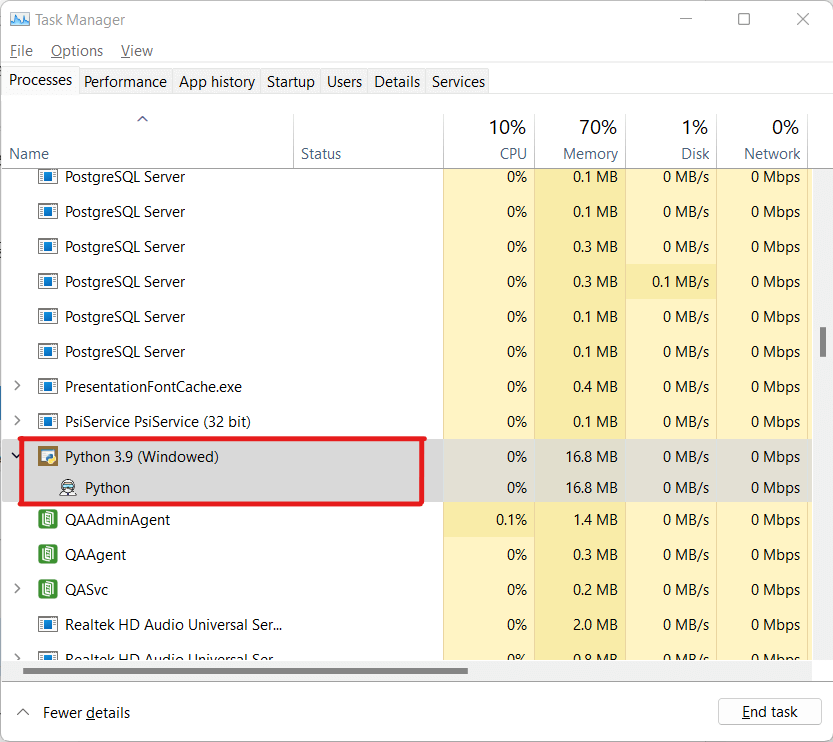 Task Manager
File Options View
Processes Performance App history Startup Users Details Services
10% 70% 1% 0%
Name Status CPU Memory Disk Network
PostgreSQL Server 0% 0.1 MB 0 MB/s 0 Mbps
PostgreSQL Server 0% 0.1 MB 0 MB/s 0 Mbps
PostgreSQL Server 0% 0.3 MB 0 MB/s 0 Mbps
PostgreSQL Server 0% 0.3 MB 0.1 MB/s 0 Mbps
PostgreSQL Server 0% 0.1 MB 0 MB/s 0 Mbps
PostgreSQL Server 0% 0.1 MB 0 MB/s 0 Mbps
PresentationFontCache.exe 0% 0.4 MB 0 MB/s 0 Mbps
PsiService PsiService (32 bit) 0% 0.1 MB 0 MB/s 0 Mbps
Python 3.9 (Windowed) 0% 16.8 MB 0 MB/s 0 Mbps
Python 0% 16.8 MB 0 MB/s 0 Mbps
QAAdminAgent 0.1% 1.4 MB 0 MB/s 0 Mbps
QAAgent 0% 0.3 MB 0 MB/s 0 Mbps
QASvc 0% 0.2 MB 0 MB/s 0 Mbps
Realtek HD Audio Universal Ser... 0% 2.0 MB 0 MB/s 0 Mbps
Realtek HD Audio Universal Ser... 0% 0.8 MB 0 MB/s 0 Mbps
Fewer details End task